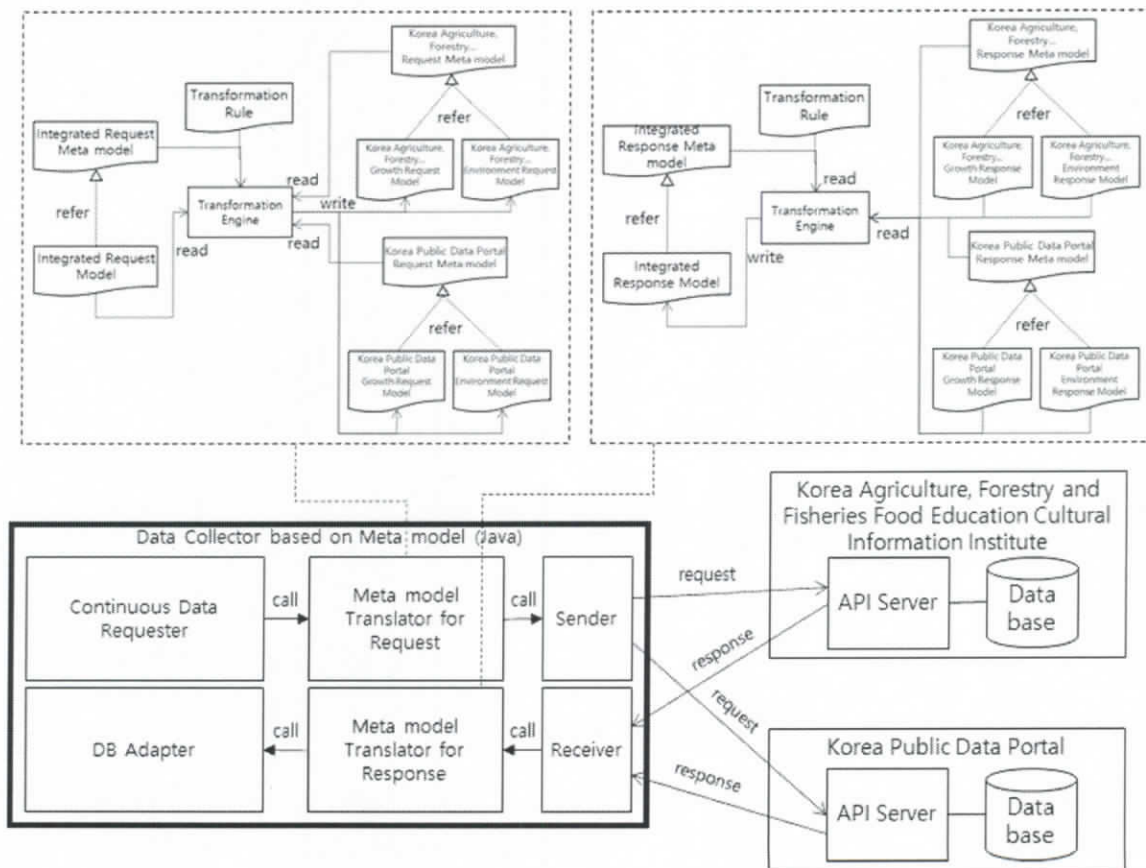 Korea Agriculture,
Forestry...
Request Meta model
Transformation
Rule
refer
Integrated Request
Meta model
Korea Agriculture,
Forestry...
Growth Request
Model
Korea Agriculture,
Forestry...
Environment Request
Model
read
Transformation
Engine
write
refer
read
read
Korea Public Data Portal
Request Meta model
Integrated Request
Model
refer
Korea Public Data
Portal
Growth Request
Model
Korea Public Data
Portal
Environment Request
Model
Korea Agriculture,
Forestry...
Response Meta model
Transformation
Rule
refer
Integrated
Response Meta
model
Korea Agriculture,
Forestry...
Growth Response
Model
Korea Agriculture,
Forestry...
Environment
Response Model
read
Transformation
Engine
refer
read
write
Korea Public Data Portal
Response Meta model
Integrated
Response Model
refer
Korea Public Data
Portal
Growth Response
Model
Korea Public Data
Portal
Environment
Response Model
Data Collector based on Meta model (Java)
Continuous Data
Requester
call
Meta model
Translator for
Request
call
Sender
DB Adapter
call
Meta model
Translator for
Response
call
Receiver
request
response
request
response
Korea Agriculture, Forestry and
Fisheries Food Education Cultural
Information Institute
API Server
Data
base
Korea Public Data Portal
API Server
Data
base